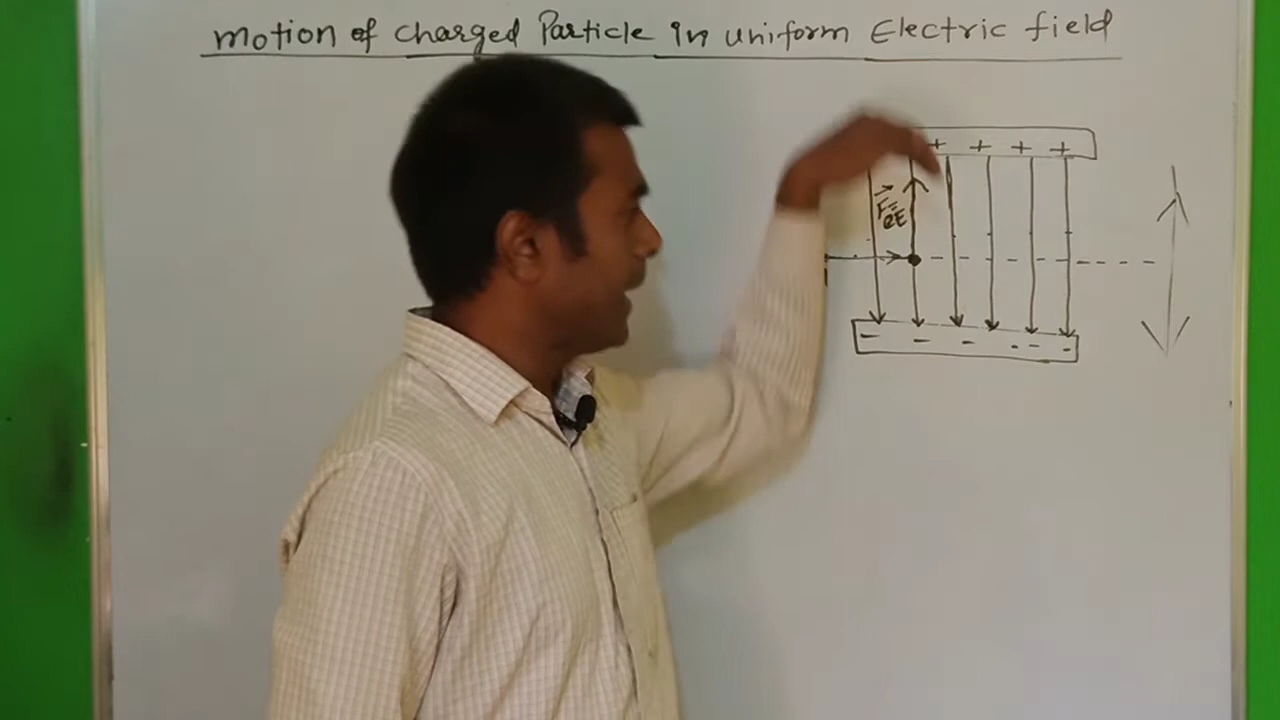 motion of charged Particle in uniform Electric field
+ + + +
F =
eE
- - - - - -